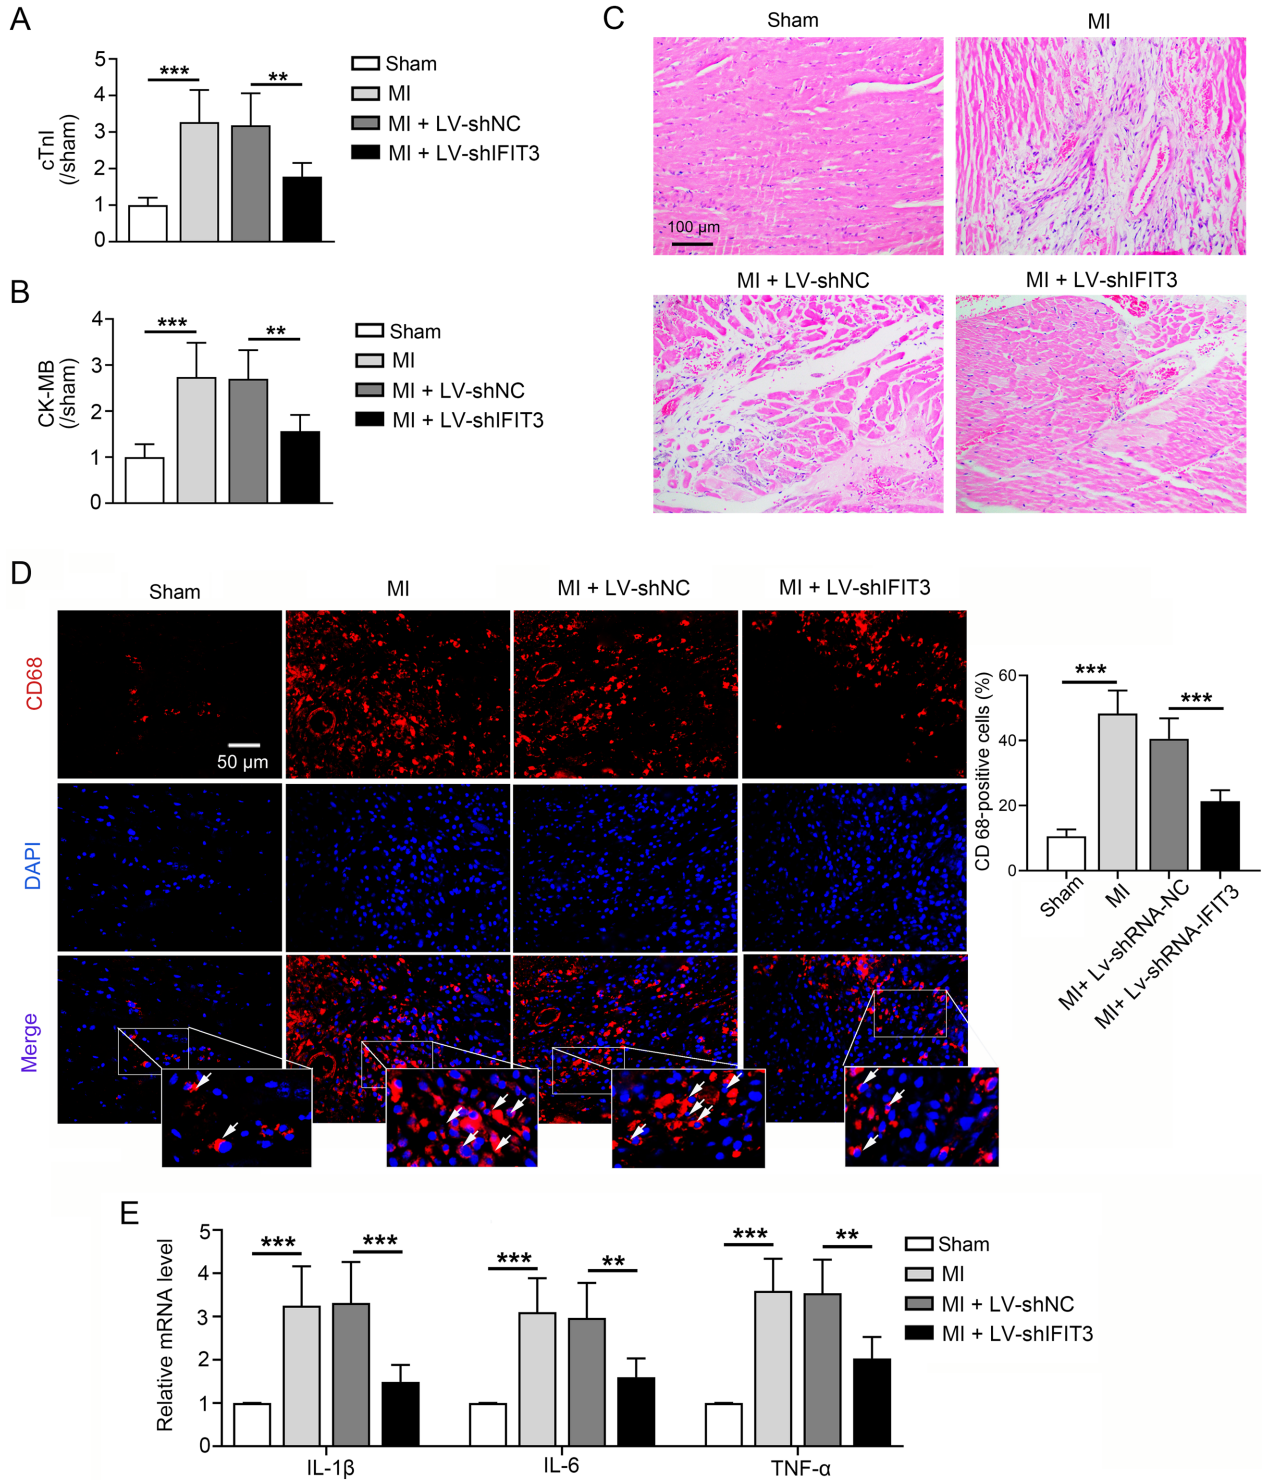 A
cTnI
(/sham)
5
4
3
2
1
0
***
**
Sham
MI
MI + LV-shNC
MI + LV-shIFIT3
B
CK-MB
(/sham)
4
3
2
1
0
***
**
Sham
MI
MI + LV-shNC
MI + LV-shIFIT3
C
Sham
MI
100 µm
MI + LV-shNC
MI + LV-shIFIT3
D
Sham
MI
MI + LV-shNC
MI + LV-shIFIT3
CD68
50 µm
DAPI
Merge
CD 68-positive cells (%)
60
40
20
0
***
***
Sham
MI
MI+ Lv-shRNA-NC
MI+ Lv-shRNA-IFIT3
E
Relative mRNA level
5
4
3
2
1
0
***
***
***
**
***
**
IL-1β
IL-6
TNF-α
Sham
MI
MI + LV-shNC
MI + LV-shIFIT3